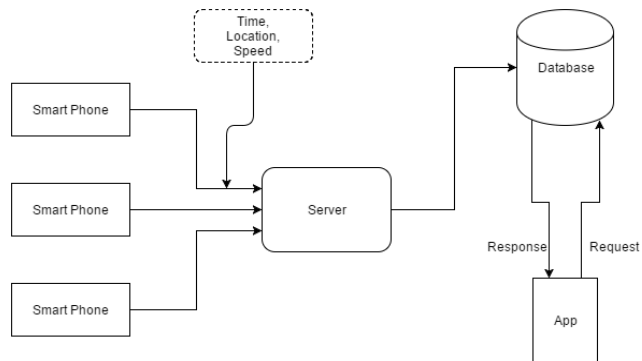 Time,
Location,
Speed
Database
Smart Phone
Smart Phone
Server
Response
Request
Smart Phone
App